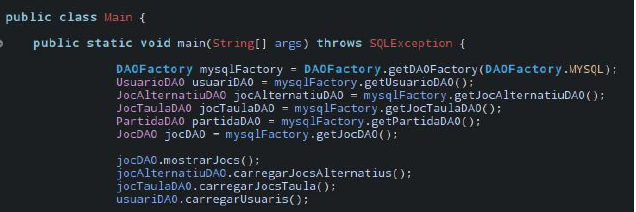 public class Main {
public static void main(String[] args) throws SQLException {
DAOFactory mysqlFactory = DAOFactory.getDAOFactory(DAOFactory.MYSQL);
UsuarioDAO usuariDAO = mysqlFactory.getUsuarioDAO();
JocAlternatiuDAO jocAlternatiuDAO = mysqlFactory.getJocAlternatiuDAO();
JocTaulaDAO jocTaulaDAO = mysqlFactory.getJocTaulaDAO();
PartidaDAO partidaDAO = mysqlFactory.getPartidaDAO();
JocDAO jocDAO = mysqlFactory.getJocDAO();
jocDAO.mostrarJocs();
jocAlternatiuDAO.carregarJocsAlternatius();
jocTaulaDAO.carregarJocsTaula();
usuariDAO.carregarUsuaris();